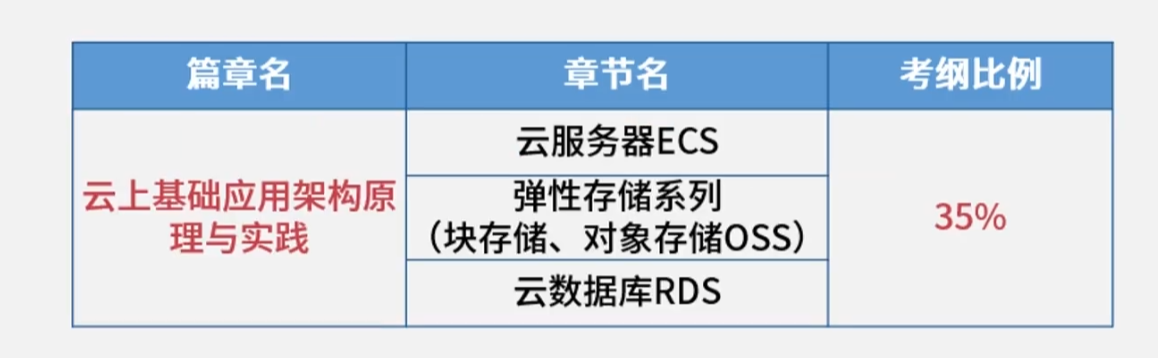 篇章名
章节名
考纲比例
云上基础应用架构原
理与实践
云服务器ECS
弹性存储系列
（块存储、对象存储OSS）
云数据库RDS
35%